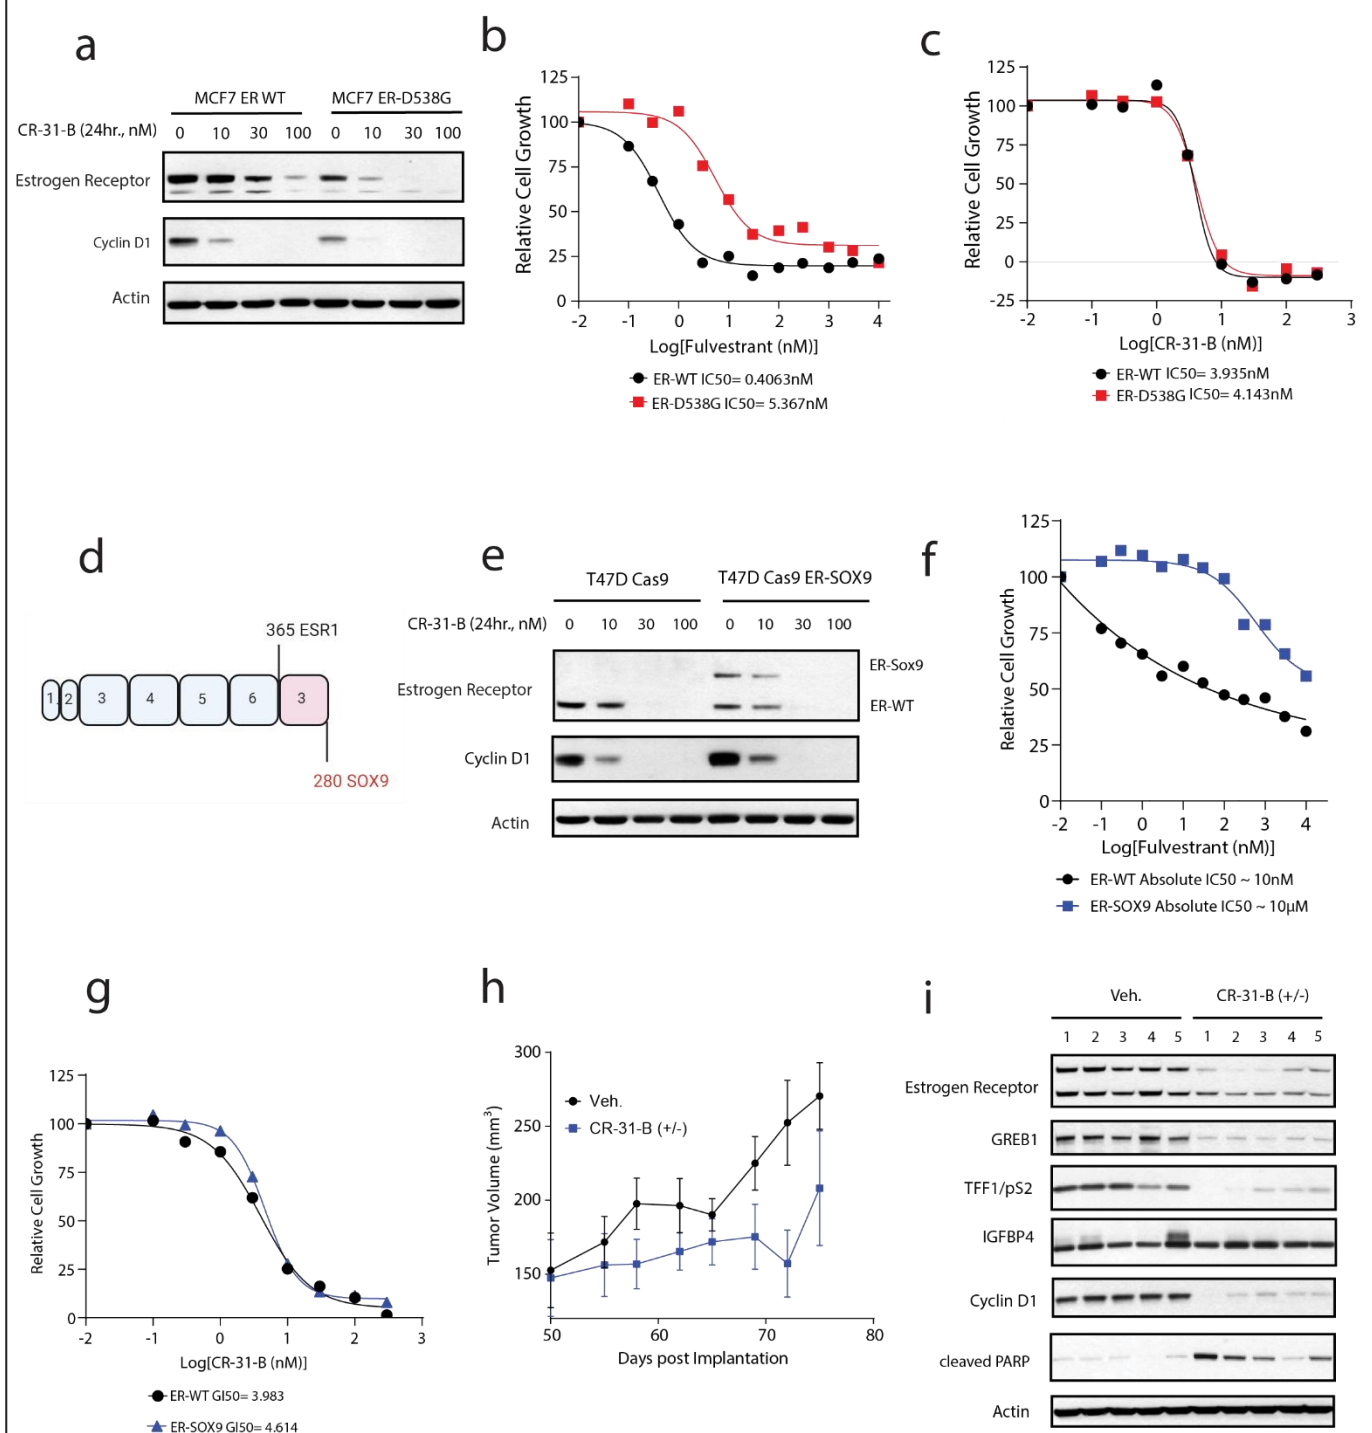 a
MCF7 ER WT MCF7 ER-D538G
CR-31-B (24hr., nM) 0 10 30 100 0 10 30 100
Estrogen Receptor
Cyclin D1
Actin
b
125
100
75
50
25
0
Relative Cell Growth
-2 -1 0 1 2 3 4
Log[Fulvestrant (nM)]
ER-WT IC50= 0.4063nM
ER-D538G IC50= 5.367nM
c
125
100
75
50
25
0
-25
Relative Cell Growth
-2 -1 0 1 2 3
Log[CR-31-B (nM)]
ER-WT IC50= 3.935nM
ER-D538G IC50= 4.143nM
d
365 ESR1
1 2 3 4 5 6 3
280 SOX9
e
T47D Cas9 T47D Cas9 ER-SOX9
CR-31-B (24hr., nM) 0 10 30 100 0 10 30 100
ER-Sox9
Estrogen Receptor
ER-WT
Cyclin D1
Actin
f
125
100
75
50
25
0
Relative Cell Growth
-2 -1 0 1 2 3 4
Log[Fulvestrant (nM)]
ER-WT Absolute IC50 ~ 10nM
ER-SOX9 Absolute IC50 ~ 10μM
g
125
100
75
50
25
0
Relative Cell Growth
-2 -1 0 1 2 3
Log[CR-31-B (nM)]
ER-WT GI50= 3.983
ER-SOX9 GI50= 4.614
h
300
250
200
150
Tumor Volume (mm³)
Veh.
CR-31-B (+/-)
50 60 70 80
Days post Implantation
i
Veh. CR-31-B (+/-)
1 2 3 4 5 1 2 3 4 5
Estrogen Receptor
GREB1
TFF1/pS2
IGFBP4
Cyclin D1
cleaved PARP
Actin